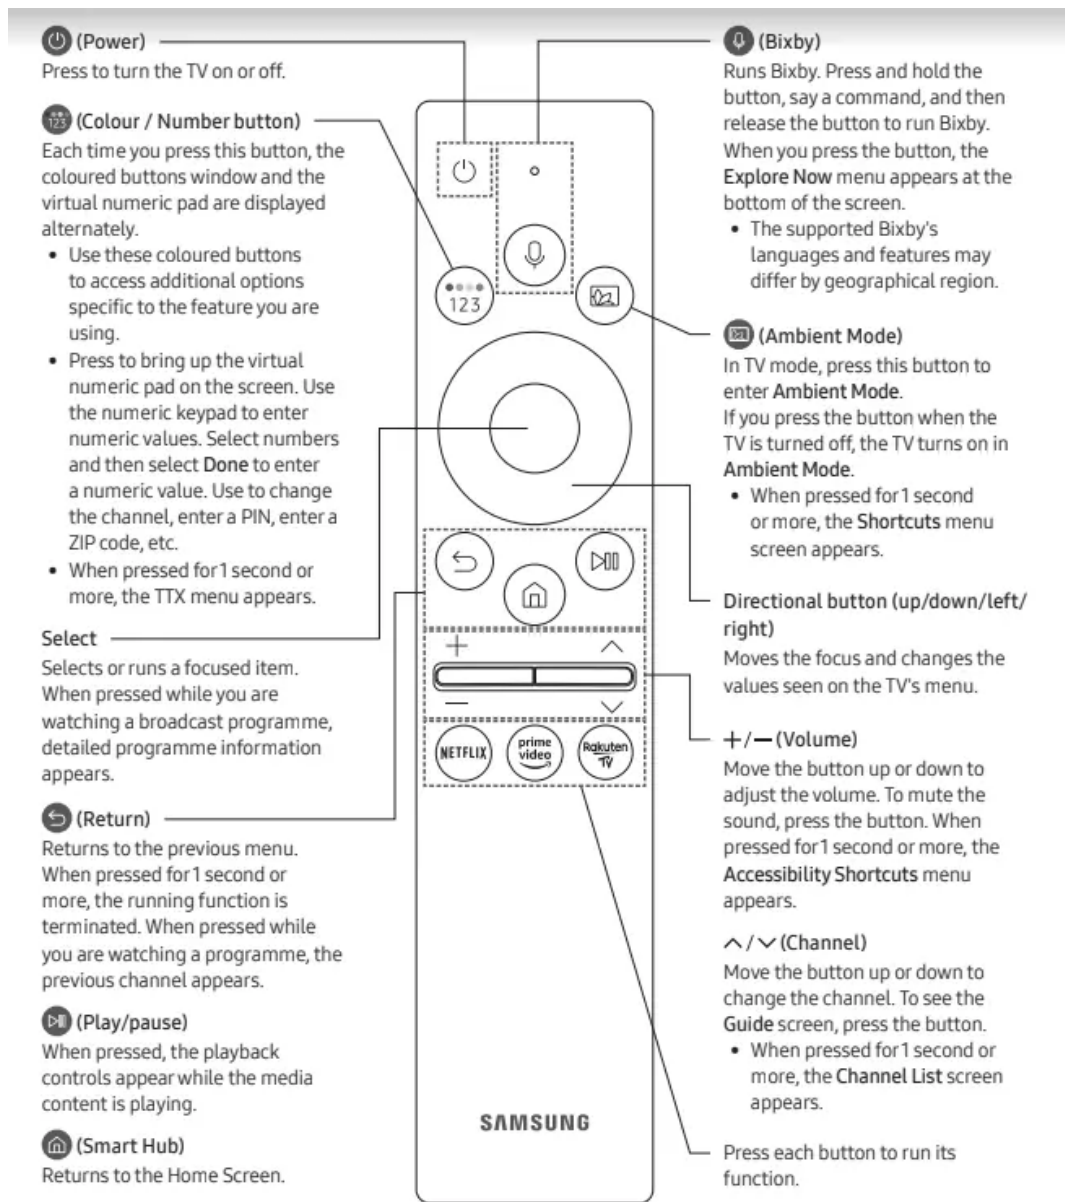 (Power)
Press to turn the TV on or off.
123 (Colour / Number button)
Each time you press this button, the
coloured buttons window and the
virtual numeric pad are displayed
alternately.
• Use these coloured buttons
to access additional options
specific to the feature you are
using.
• Press to bring up the virtual
numeric pad on the screen. Use
the numeric keypad to enter
numeric values. Select numbers
and then select Done to enter
a numeric value. Use to change
the channel, enter a PIN, enter a
ZIP code, etc.
• When pressed for 1 second or
more, the TTX menu appears.
Select
Selects or runs a focused item.
When pressed while you are
watching a broadcast programme,
detailed programme information
appears.
(Return)
Returns to the previous menu.
When pressed for 1 second or
more, the running function is
terminated. When pressed while
you are watching a programme, the
previous channel appears.
(Play/pause)
When pressed, the playback
controls appear while the media
content is playing.
(Smart Hub)
Returns to the Home Screen.
123
+
—
NETFLIX
prime
video
Rakuten
TV
SAMSUNG
(Bixby)
Runs Bixby. Press and hold the
button, say a command, and then
release the button to run Bixby.
When you press the button, the
Explore Now menu appears at the
bottom of the screen.
• The supported Bixby's
languages and features may
differ by geographical region.
(Ambient Mode)
In TV mode, press this button to
enter Ambient Mode.
If you press the button when the
TV is turned off, the TV turns on in
Ambient Mode.
• When pressed for 1 second
or more, the Shortcuts menu
screen appears.
Directional button (up/down/left/
right)
Moves the focus and changes the
values seen on the TV's menu.
+/— (Volume)
Move the button up or down to
adjust the volume. To mute the
sound, press the button. When
pressed for 1 second or more, the
Accessibility Shortcuts menu
appears.
/ (Channel)
Move the button up or down to
change the channel. To see the
Guide screen, press the button.
• When pressed for 1 second or
more, the Channel List screen
appears.
Press each button to run its
function.